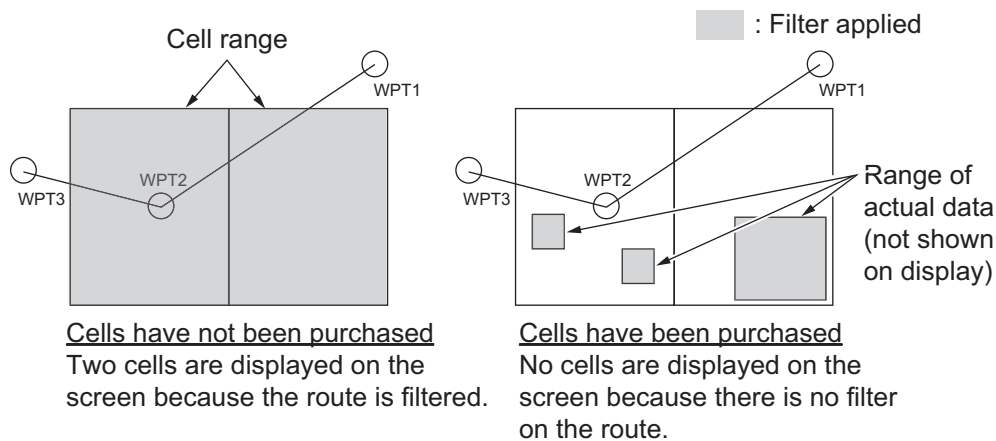 : Filter applied
Cell range
WPT1
WPT2
WPT3
WPT1
WPT2
WPT3
Range of
actual data
(not shown
on display)
Cells have not been purchased
Two cells are displayed on the
screen because the route is filtered.
Cells have been purchased
No cells are displayed on the
screen because there is no filter
on the route.